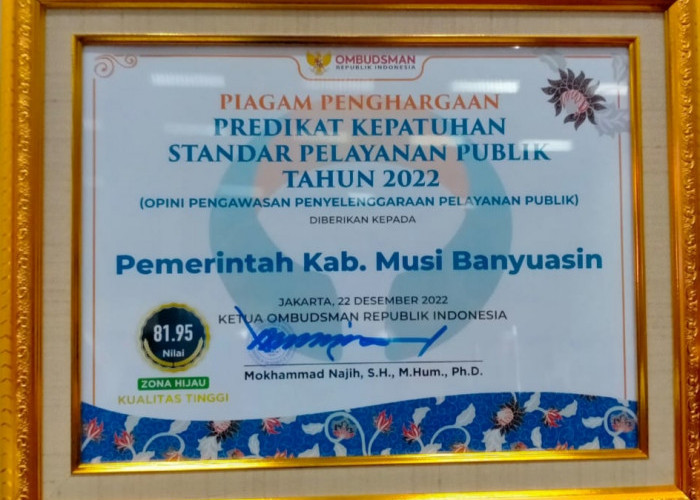 OMBUDSMAN
REPUBLIK INDONESIA
PIAGAM PENGHARGAAN
PREDIKAT KEPATUHAN
STANDAR PELAYANAN PUBLIK
TAHUN 2022
(OPINI PENGAWASAN PENYELENGGARAAN PELAYANAN PUBLIK)
DIBERIKAN KEPADA
Pemerintah Kab. Musi Banyuasin
JAKARTA, 22 DESEMBER 2022
KETUA OMBUDSMAN REPUBLIK INDONESIA
81.95
Nilai
ZONA HIJAU
KUALITAS TINGGI
Mokhammad Najih, S.H., M.Hum., Ph.D.